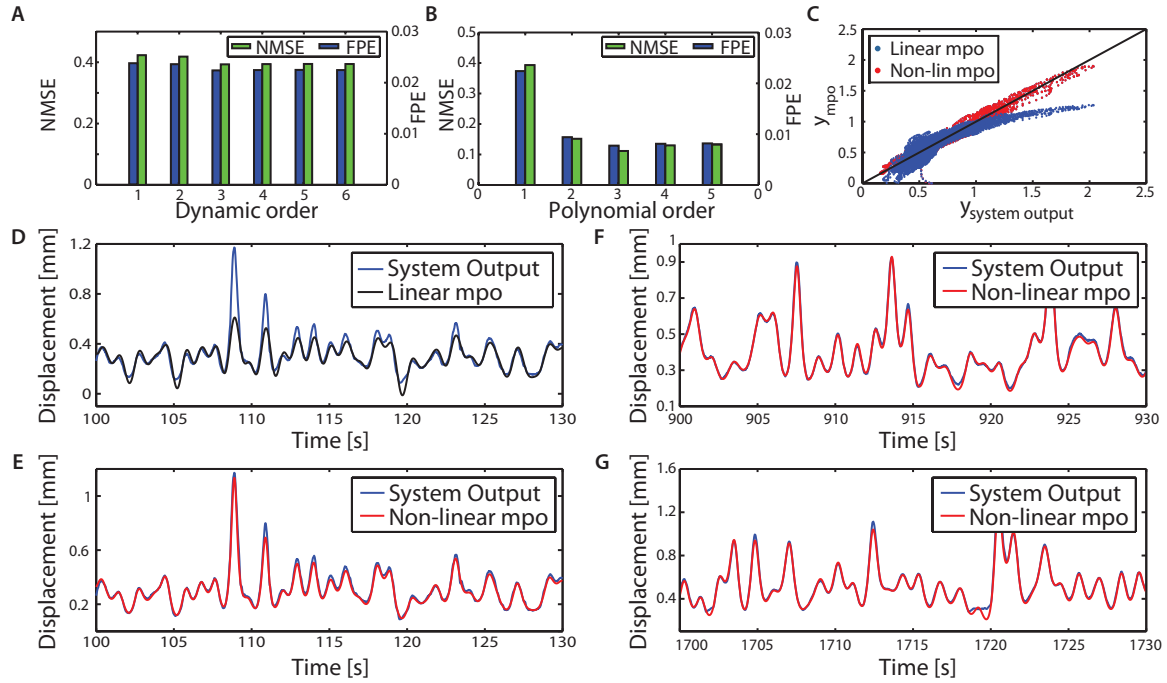 A
NMSE FPE
0.4
0.2
0
NMSE
0.03
0.02
0.01
0
FPE
1 2 3 4 5 6
Dynamic order
B
NMSE FPE
0.5
0.4
0.3
0.2
0.1
0
NMSE
0.03
0.02
0.01
0
FPE
0 1 2 3 4 5 0
Polynomial order
C
Linear mpo
Non-lin mpo
2.5
2
1.5
1.0
0.5
0
y mpo
0 0.5 1 1.5 2 2.5
y system output
D
System Output
Linear mpo
1.2
0.8
0.4
0
Displacement [mm]
100 105 110 115 120 125 130
Time [s]
F
System Output
Non-linear mpo
1
0.9
0.7
0.5
0.3
0.1
Displacement [mm]
900 905 910 915 920 925 930
Time [s]
E
System Output
Non-linear mpo
1
0.6
0.2
Displacement [mm]
100 105 110 115 120 125 130
Time [s]
G
System Output
Non-linear mpo
1.6
1.2
0.8
0.4
Displacement [mm]
1700 1705 1710 1715 1720 1725 1730
Time [s]